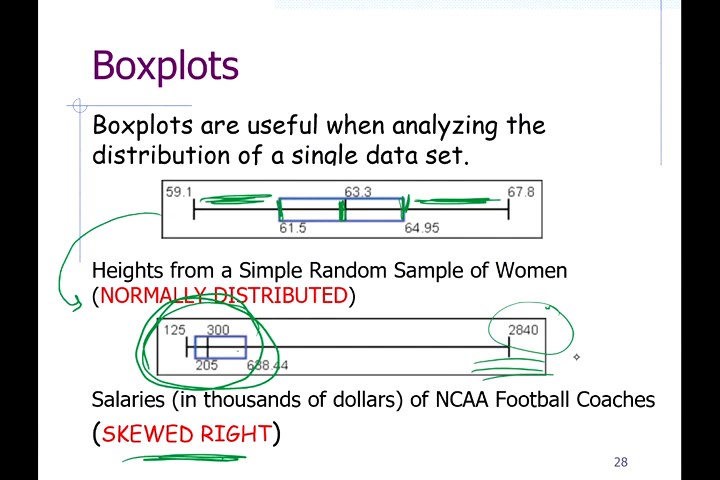 Boxplots
Boxplots are useful when analyzing the
distribution of a single data set.
59.1 63.3 67.8
61.5 64.95
Heights from a Simple Random Sample of Women
(NORMALLY DISTRIBUTED)
125 300 2840
205 638.44
Salaries (in thousands of dollars) of NCAA Football Coaches
(SKEWED RIGHT)
28